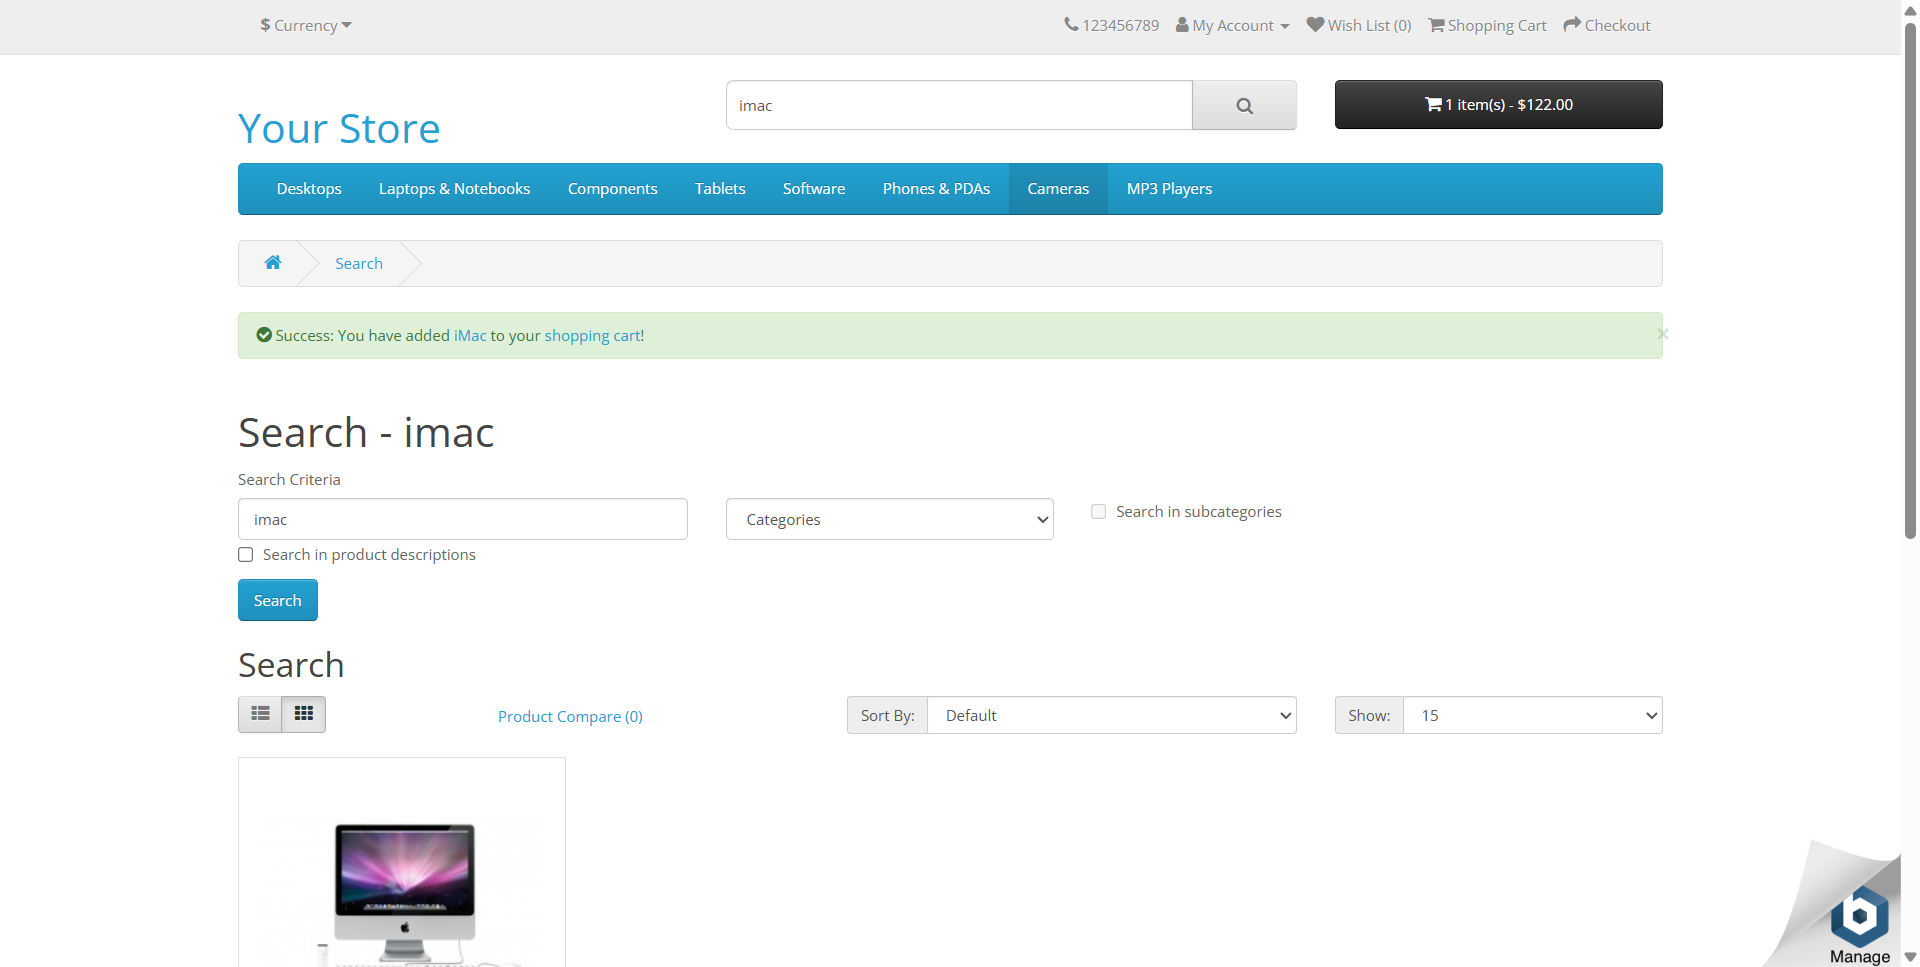 $ Currency
123456789 My Account Wish List (0) Shopping Cart Checkout
Your Store
imac
1 item(s) - $122.00
Desktops Laptops & Notebooks Components Tablets Software Phones & PDAs Cameras MP3 Players
Search
Success: You have added iMac to your shopping cart!
×
Search - imac
Search Criteria
imac Categories Search in subcategories
Search in product descriptions
Search
Search
Product Compare (0) Sort By: Default Show: 15
b
Manage